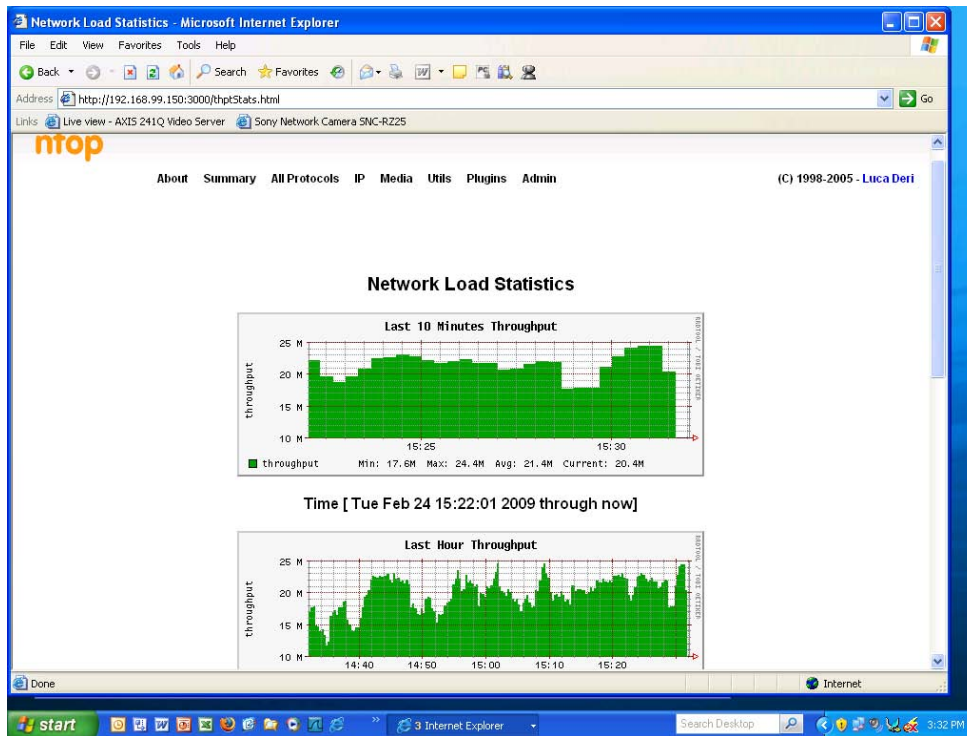 Network Load Statistics - Microsoft Internet Explorer
File Edit View Favorites Tools Help
Back Search Favorites
Address http://192.168.99.150:3000/thptStats.html Go
Links Live view - AXIS 241Q Video Server Sony Network Camera SNC-RZ25
ntop
About Summary All Protocols IP Media Utils Plugins Admin (C) 1998-2005 - Luca Deri
Network Load Statistics
Last 10 Minutes Throughput
RRDTOOL / TOBI OETIKER
throughput
25 M
20 M
15 M
10 M
15:25 15:30
throughput Min: 17.6M Max: 24.4M Avg: 21.4M Current: 20.4M
Time [ Tue Feb 24 15:22:01 2009 through now]
Last Hour Throughput
RRDTOOL / TOBI OETIKER
throughput
25 M
20 M
15 M
10 M
14:40 14:50 15:00 15:10 15:20
Done Internet
start 3 Internet Explorer Search Desktop 3:32 PM